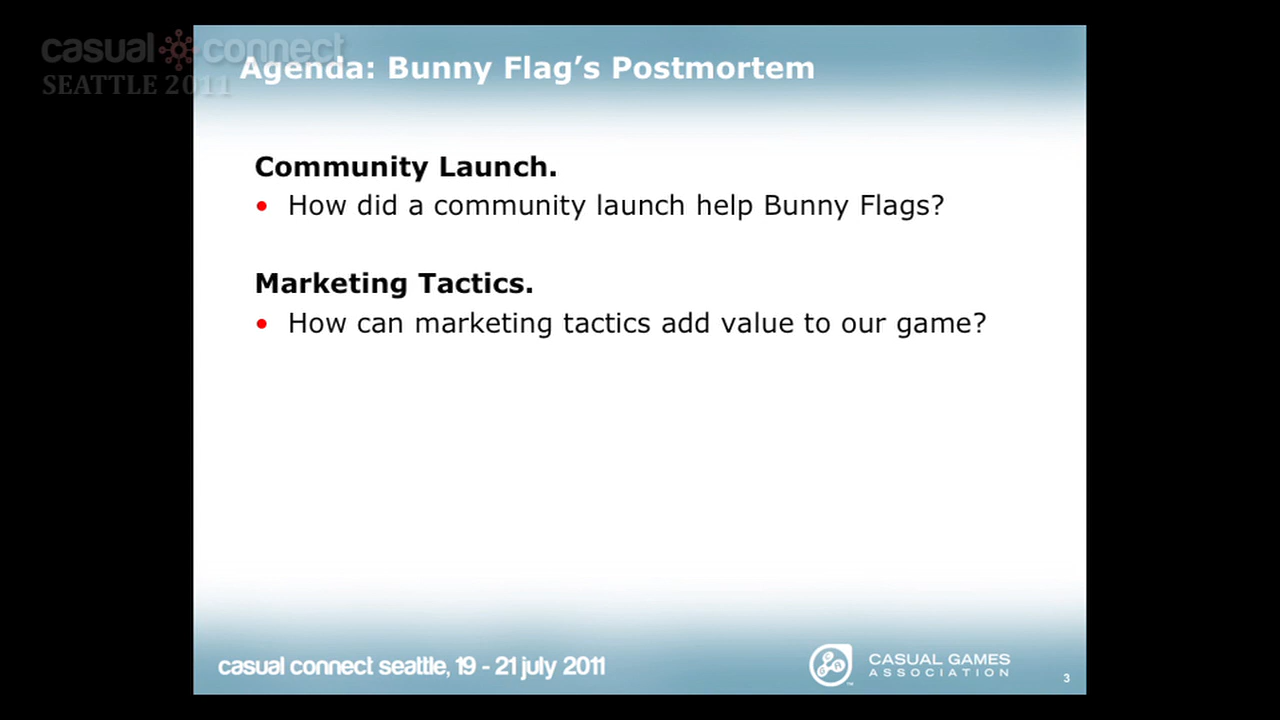 casual connect
SEATTLE 2011
Agenda: Bunny Flag’s Postmortem
Community Launch.
• How did a community launch help Bunny Flags?
Marketing Tactics.
• How can marketing tactics add value to our game?
casual connect seattle, 19 - 21 july 2011
CASUAL GAMES
ASSOCIATION
3